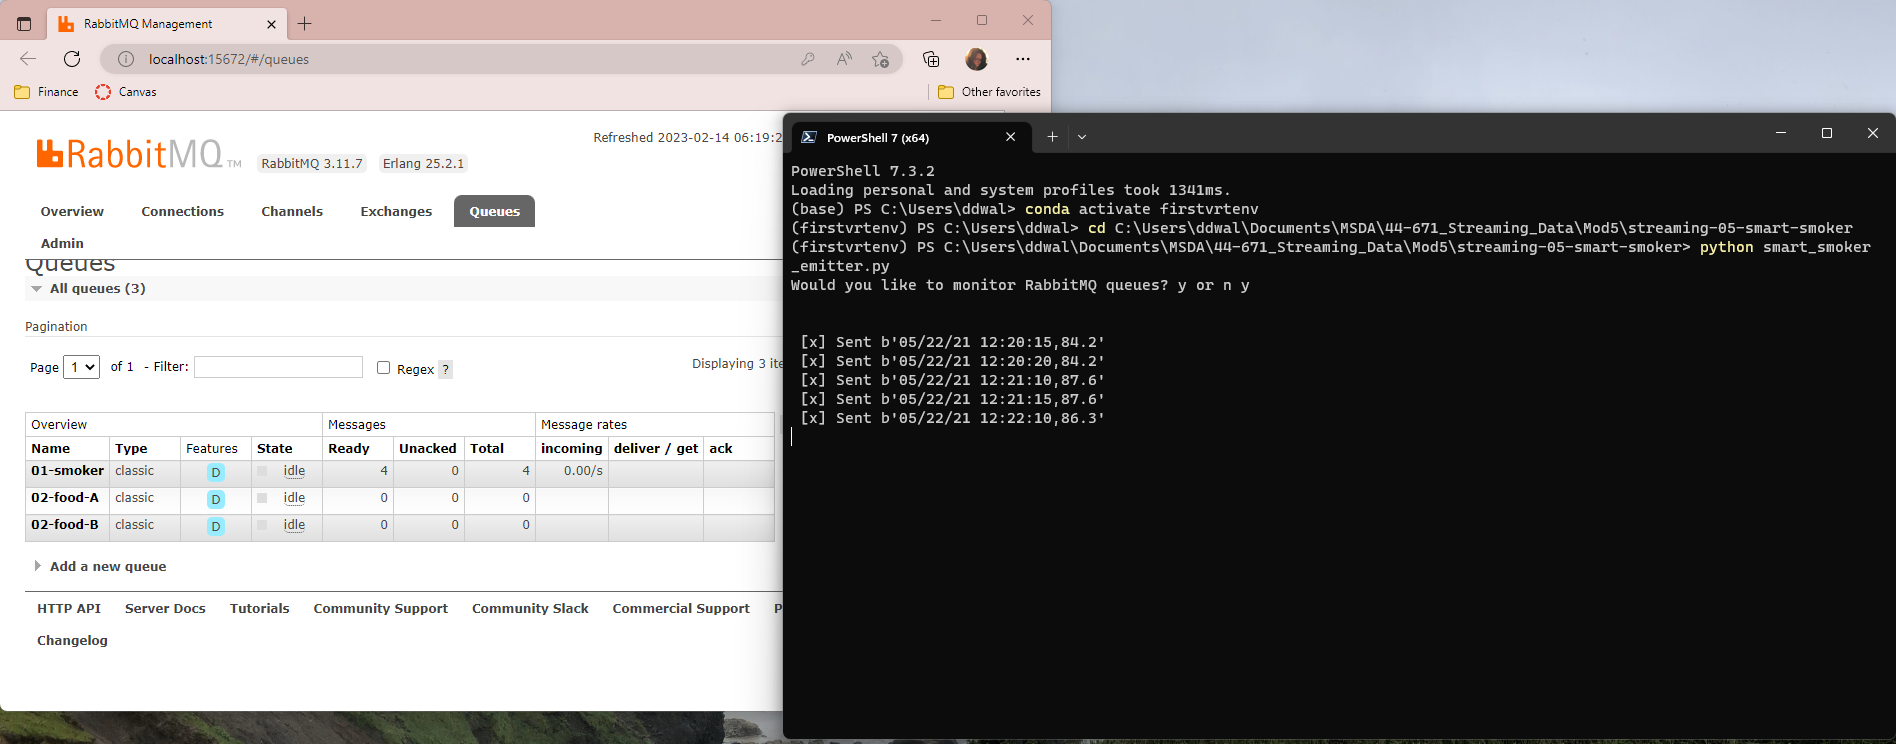 RabbitMQ Management
localhost:15672/#/queues
Finance
Canvas
Other favorites
Refreshed 2023-02-14 06:19:2
RabbitMQ TM
RabbitMQ 3.11.7
Erlang 25.2.1
Overview Connections Channels Exchanges Queues
Admin
Queues
All queues (3)
Pagination
Page 1 of 1 - Filter: Regex ?
Displaying 3 ite
Overview Messages Message rates
Name Type Features State Ready Unacked Total incoming deliver / get ack
01-smoker classic D idle 4 0 4 0.00/s
02-food-A classic D idle 0 0 0
02-food-B classic D idle 0 0 0
Add a new queue
HTTP API Server Docs Tutorials Community Support Community Slack Commercial Support P
Changelog
PowerShell 7 (x64)
PowerShell 7.3.2
Loading personal and system profiles took 1341ms.
(base) PS C:\Users\ddwal> conda activate firstvrtenv
(firstvrtenv) PS C:\Users\ddwal> cd C:\Users\ddwal\Documents\MSDA\44-671_Streaming_Data\Mod5\streaming-05-smart-smoker
(firstvrtenv) PS C:\Users\ddwal\Documents\MSDA\44-671_Streaming_Data\Mod5\streaming-05-smart-smoker> python smart_smoker
_emitter.py
Would you like to monitor RabbitMQ queues? y or n y
[x] Sent b'05/22/21 12:20:15,84.2'
[x] Sent b'05/22/21 12:20:20,84.2'
[x] Sent b'05/22/21 12:21:10,87.6'
[x] Sent b'05/22/21 12:21:15,87.6'
[x] Sent b'05/22/21 12:22:10,86.3'